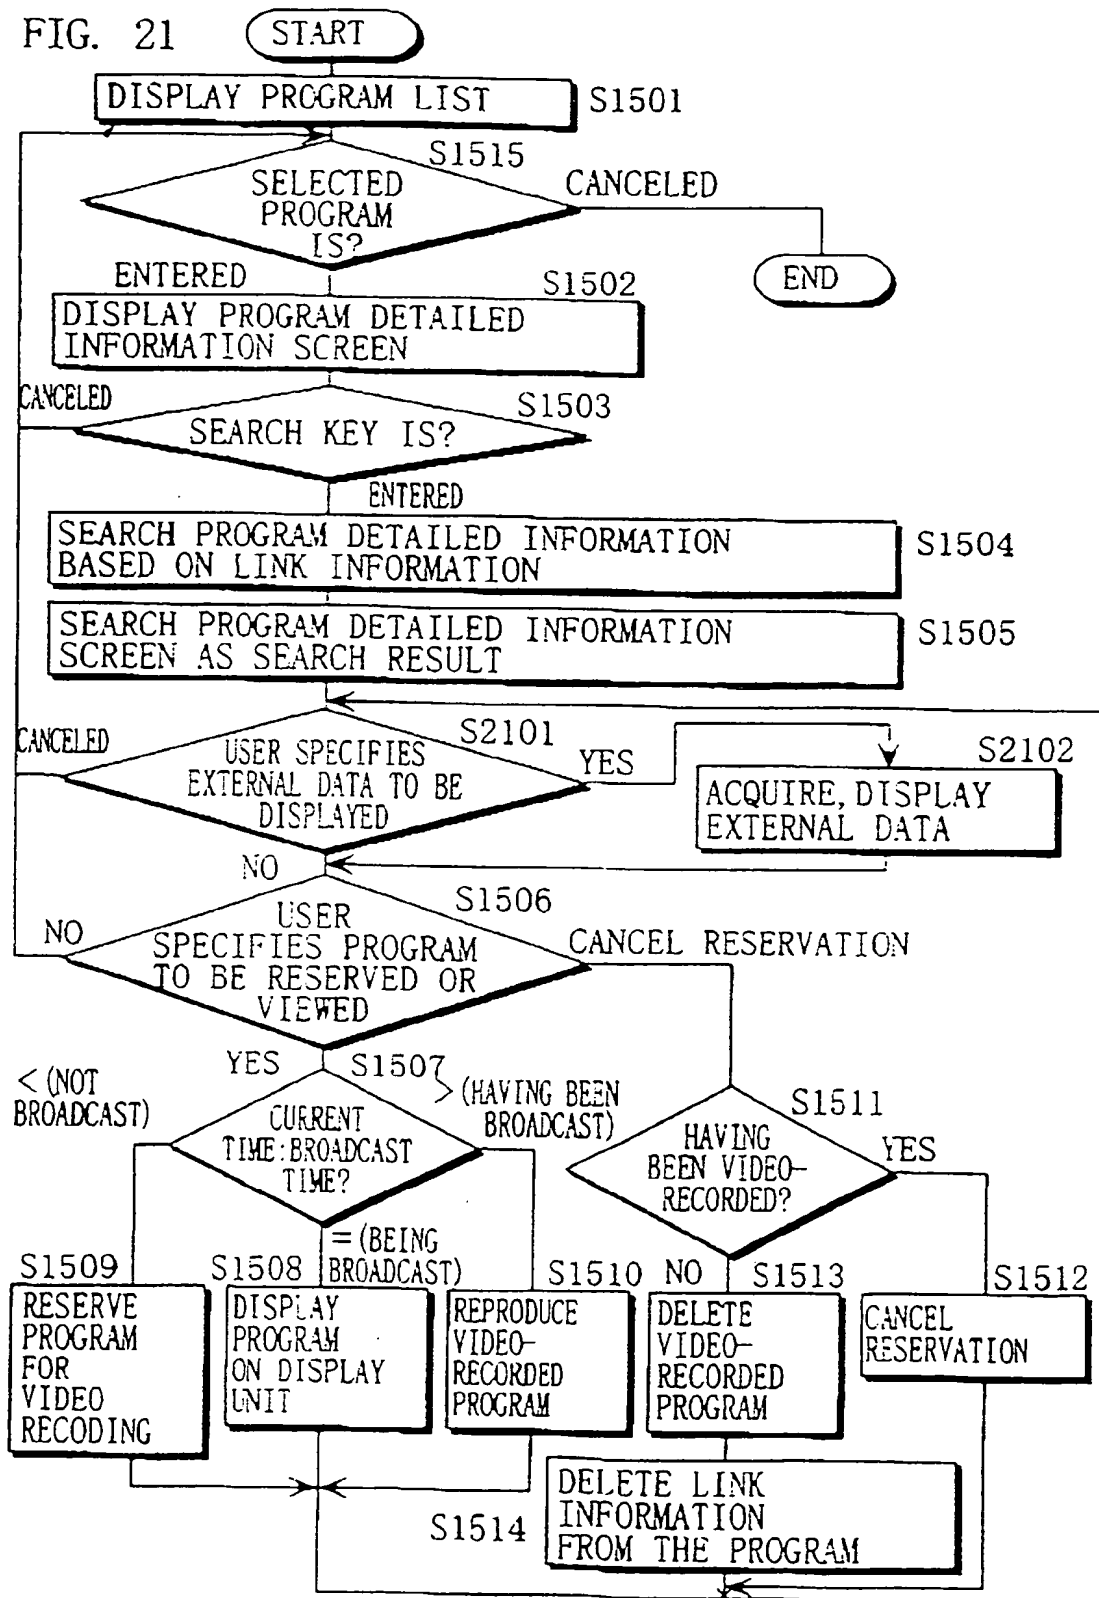 FIG. 21
START
DISPLAY PROGRAM LIST
S1501
S1515
SELECTED
PROGRAM
IS?
CANCELED
END
ENTERED
S1502
DISPLAY PROGRAM DETAILED
INFORMATION SCREEN
CANCELED
S1503
SEARCH KEY IS?
ENTERED
SEARCH PROGRAM DETAILED INFORMATION
BASED ON LINK INFORMATION
S1504
SEARCH PROGRAM DETAILED INFORMATION
SCREEN AS SEARCH RESULT
S1505
CANCELED
S2101
USER SPECIFIES
EXTERNAL DATA TO BE
DISPLAYED
YES
S2102
ACQUIRE, DISPLAY
EXTERNAL DATA
NO
S1506
NO
USER
SPECIFIES PROGRAM
TO BE RESERVED OR
VIEWED
CANCEL RESERVATION
YES
S1507
< (NOT
BROADCAST)
CURRENT
TIME:BROADCAST
TIME?
> (HAVING BEEN
BROADCAST)
S1511
HAVING
BEEN VIDEO-
RECORDED?
YES
= (BEING
BROADCAST)
S1509
RESERVE
PROGRAM
FOR
VIDEO
RECODING
S1508
DISPLAY
PROGRAM
ON DISPLAY
UNIT
S1510
REPRODUCE
VIDEO-
RECORDED
PROGRAM
NO
S1513
DELETE
VIDEO-
RECORDED
PROGRAM
S1512
CANCEL
RESERVATION
S1514
DELETE LINK
INFORMATION
FROM THE PROGRAM